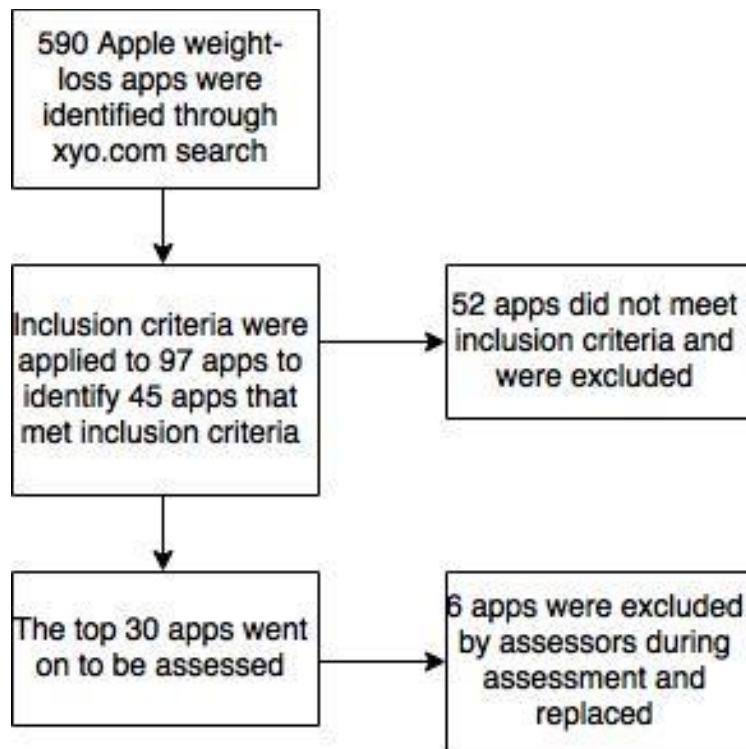 590 Apple weight-
loss apps were
identified through
xyo.com search
Inclusion criteria were
applied to 97 apps to
identify 45 apps that
met inclusion criteria
52 apps did not meet
inclusion criteria and
were excluded
The top 30 apps went
on to be assessed
6 apps were excluded
by assessors during
assessment and
replaced